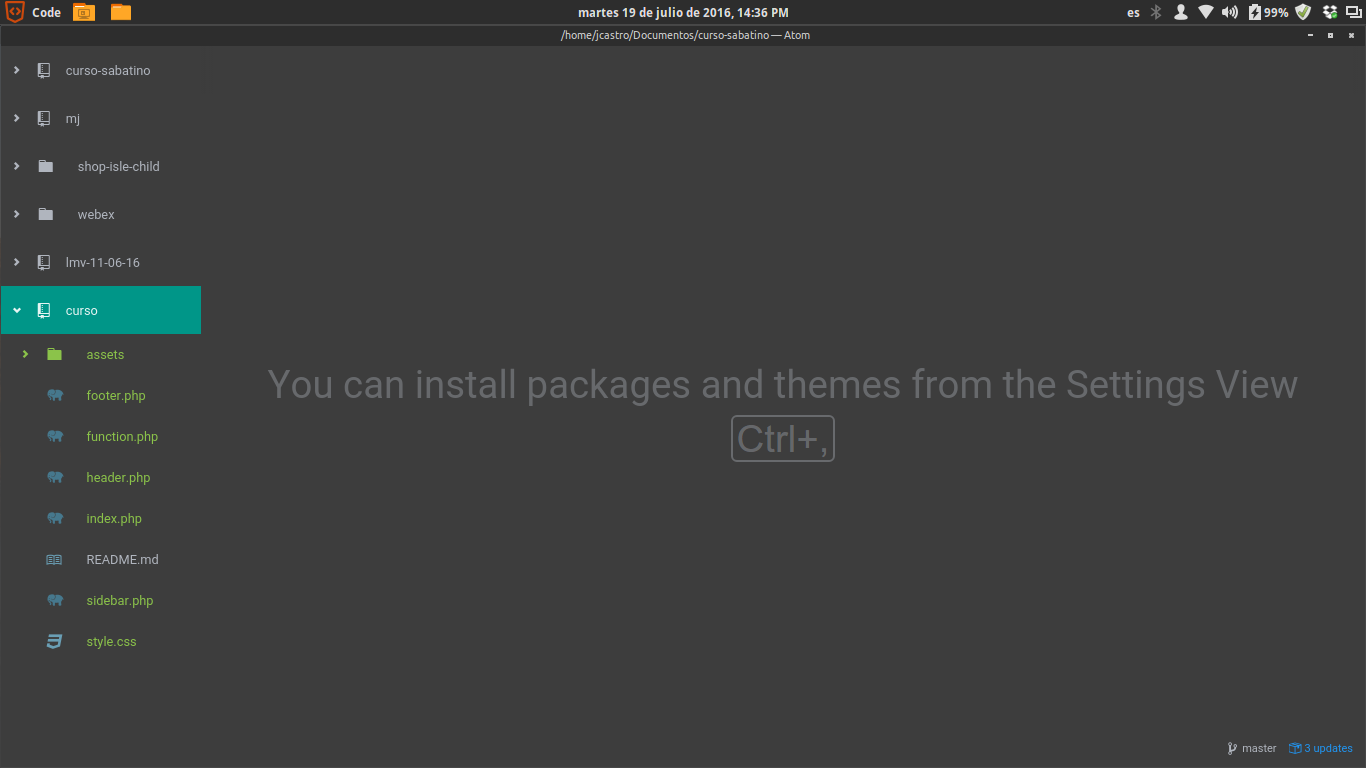 Code
martes 19 de julio de 2016, 14:36 PM
es
99%
/home/jcastro/Documentos/curso-sabatino — Atom
curso-sabatino
mj
shop-isle-child
webex
lmv-11-06-16
curso
assets
footer.php
function.php
header.php
index.php
README.md
sidebar.php
style.css
You can install packages and themes from the Settings View
Ctrl+,
master
3 updates